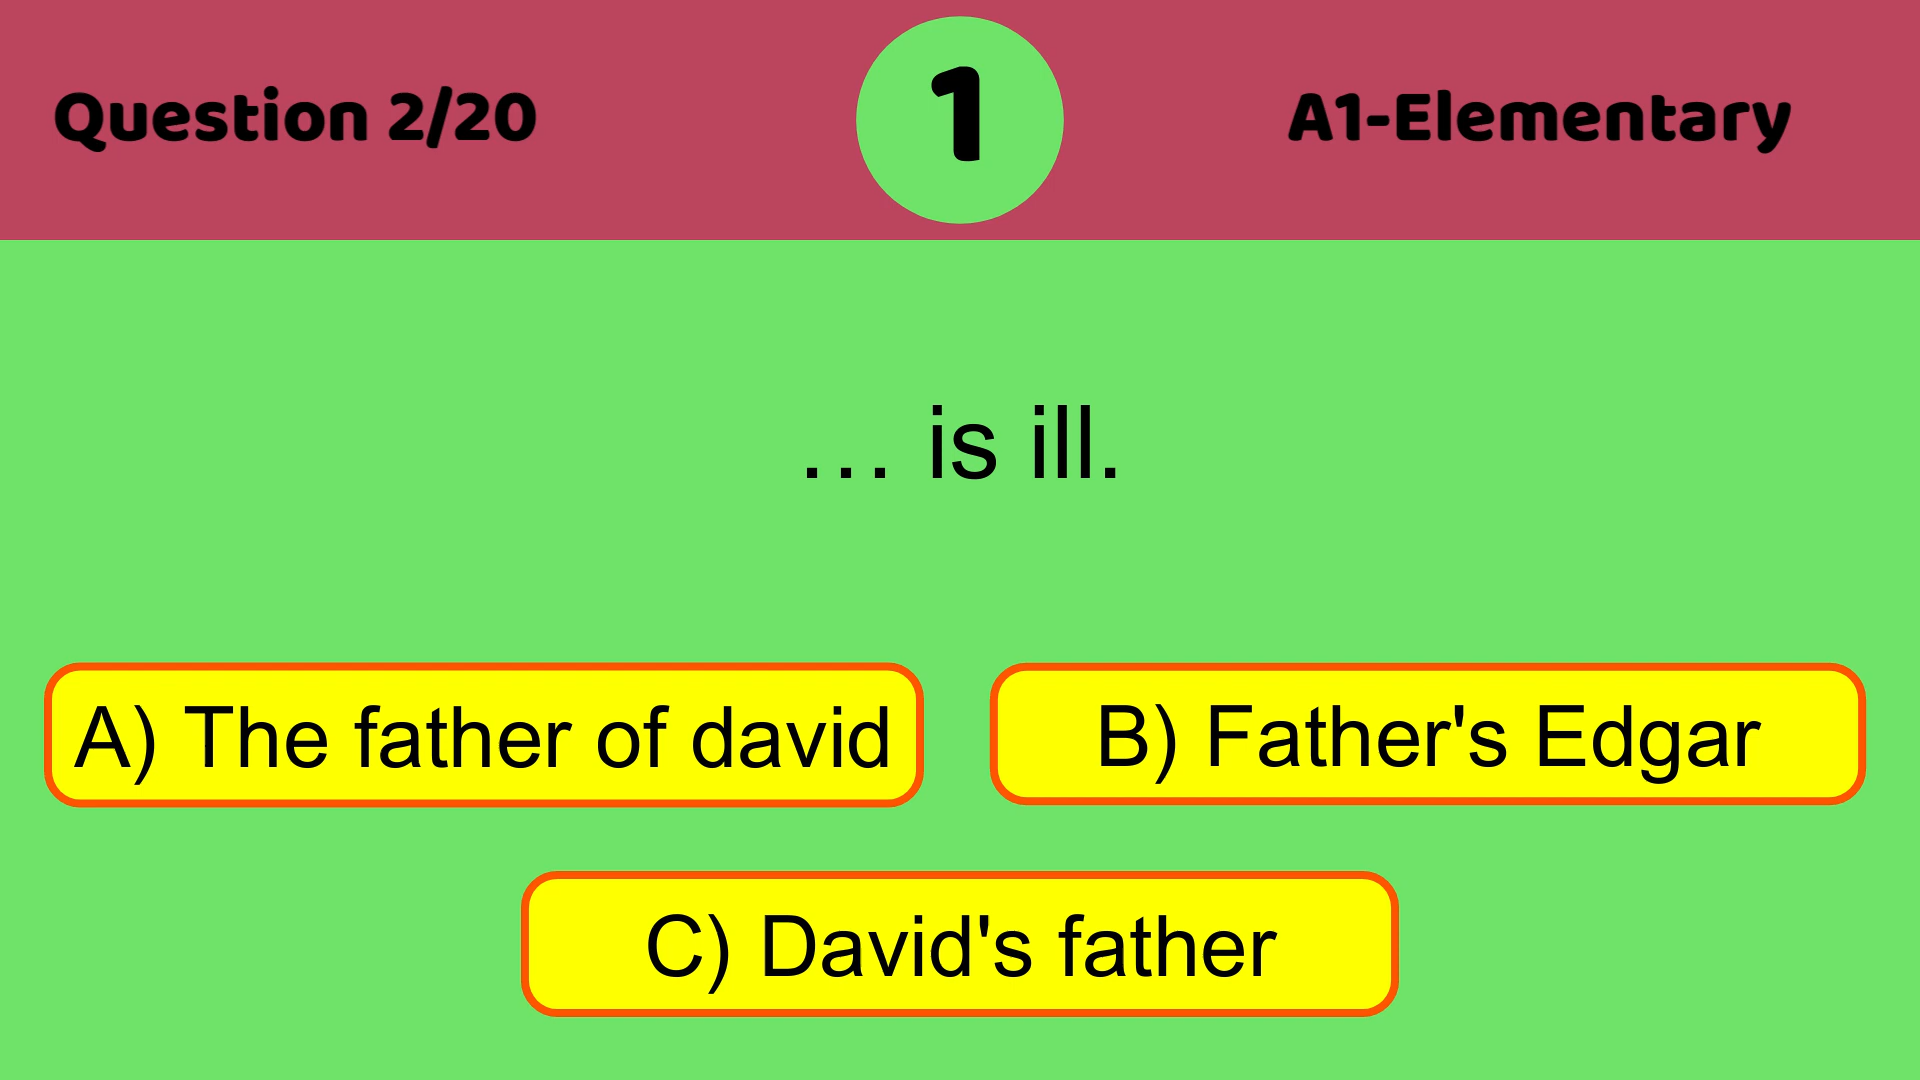 Question 2/20
1
A1-Elementary
... is ill.
A) The father of david
B) Father's Edgar
C) David's father